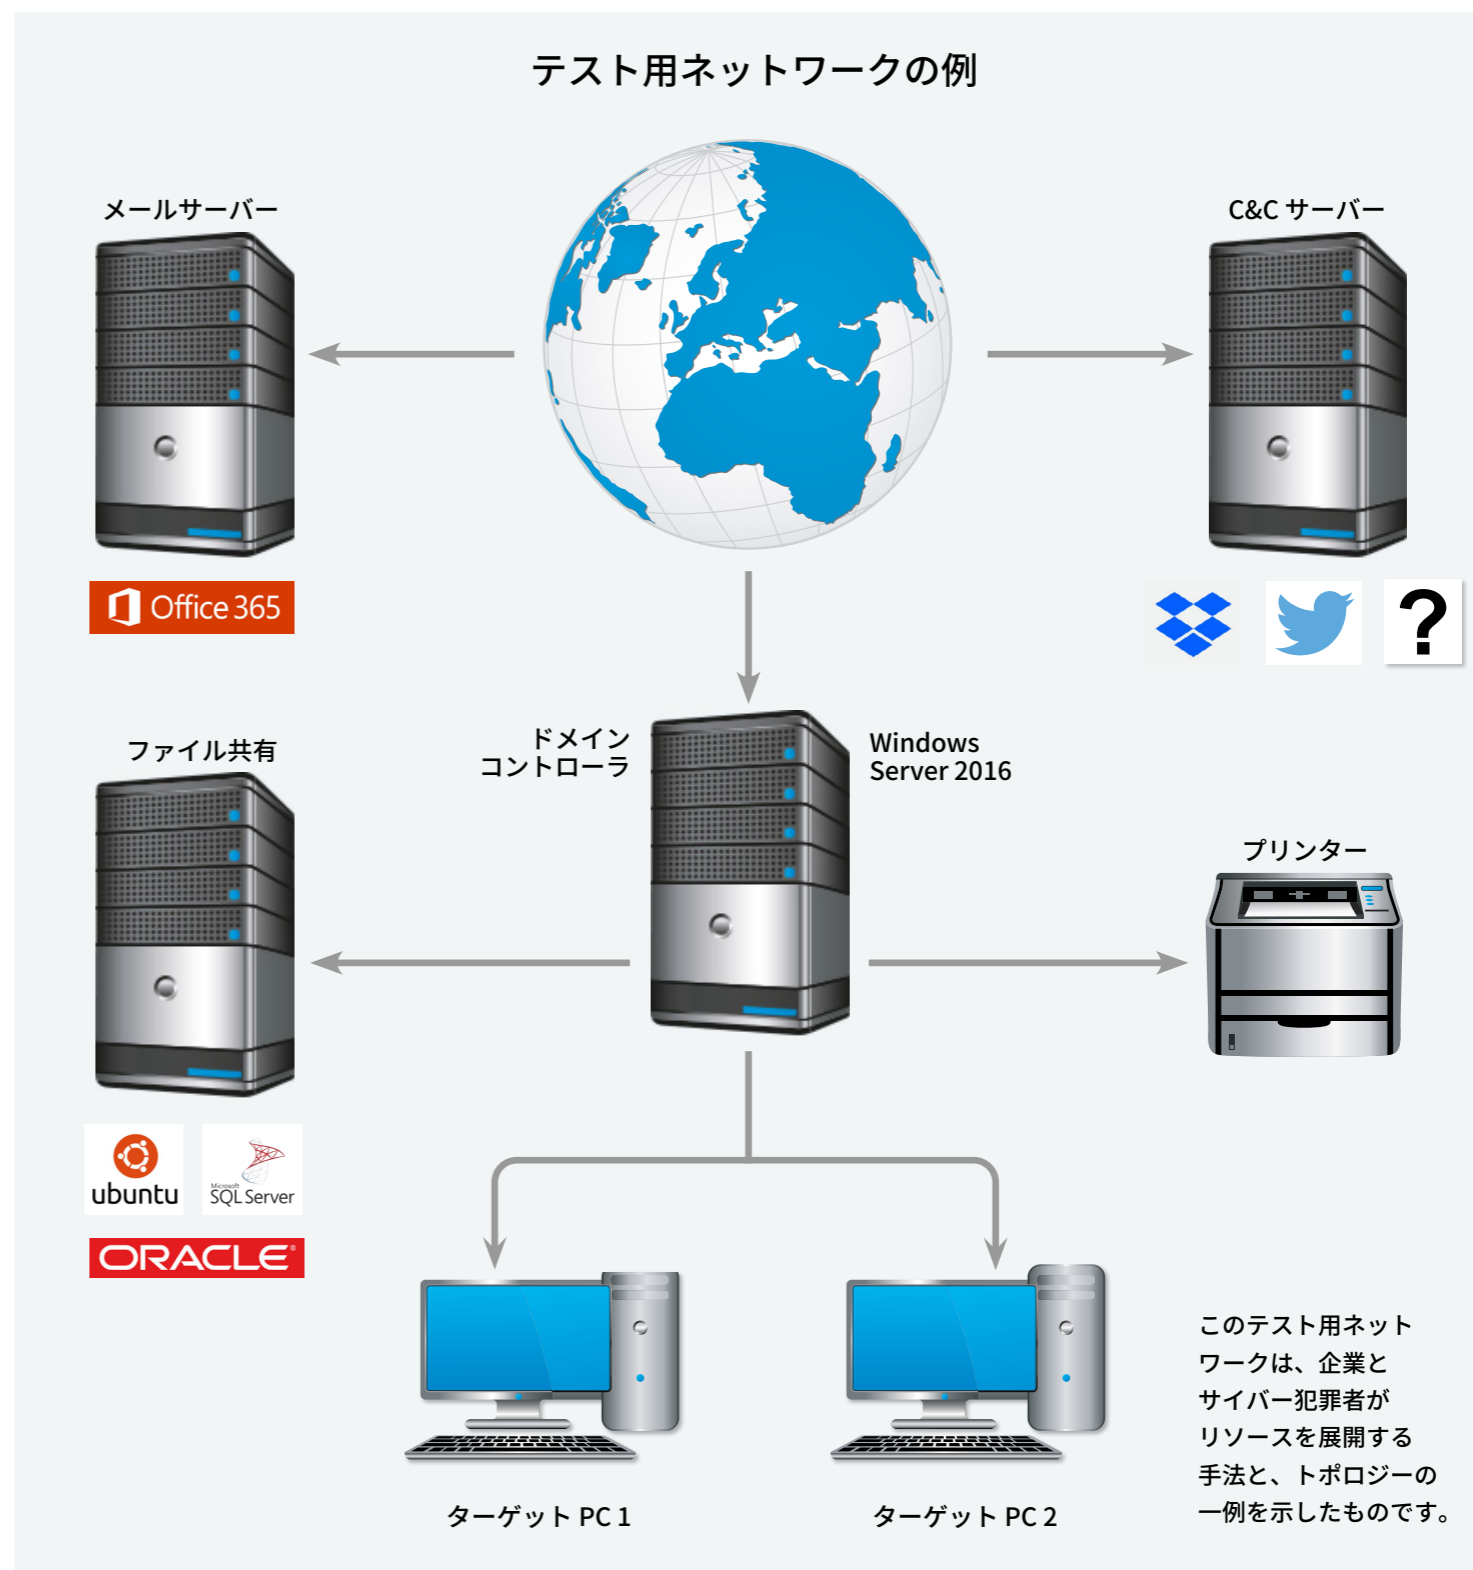 テスト用ネットワークの例
メールサーバー
C&C サーバー
Office 365
?
ファイル共有
ドメイン
コントローラ
Windows
Server 2016
プリンター
ubuntu
Microsoft
SQL Server
ORACLE®
ターゲット PC 1
ターゲット PC 2
このテスト用ネット
ワークは、企業と
サイバー犯罪者が
リソースを展開する
手法と、トポロジーの
一例を示したものです。